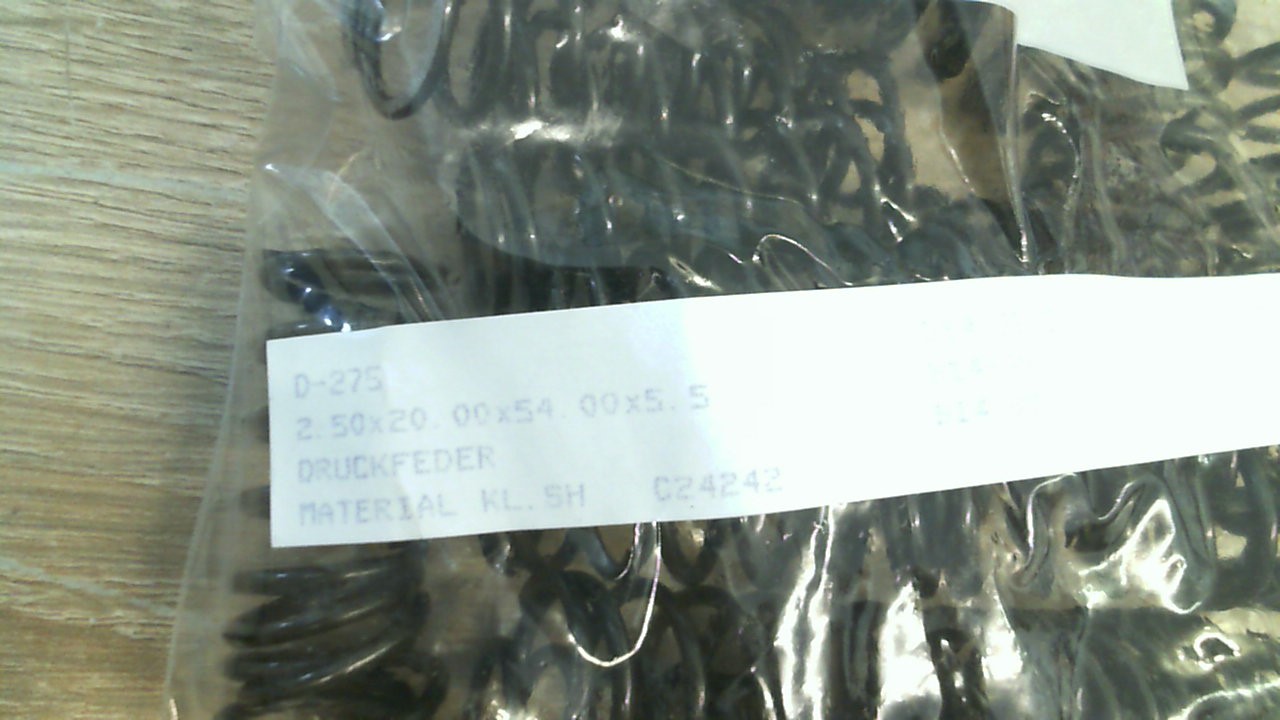 D-275
2.50x20.00x54.00x5.5
DRUCKFEDER
MATERIAL KL.SH C24242